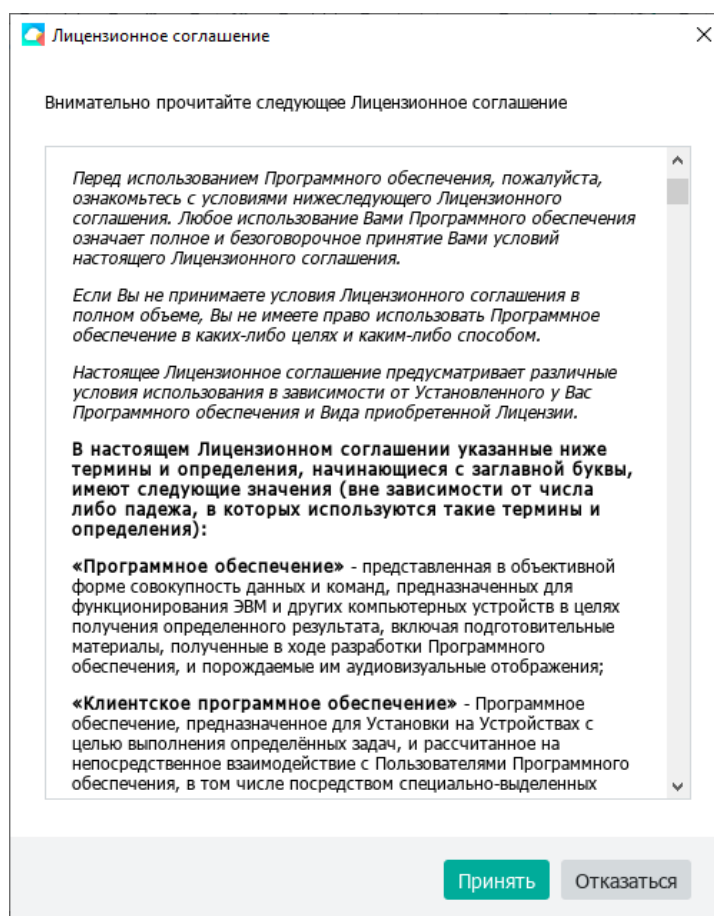 Лицензионное соглашение
Внимательно прочитайте следующее Лицензионное соглашение
Перед использованием Программного обеспечения, пожалуйста,
ознакомьтесь с условиями нижеследующего Лицензионного
соглашения. Любое использование Вами Программного обеспечения
означает полное и безоговорочное принятие Вами условий
настоящего Лицензионного соглашения.
Если Вы не принимаете условия Лицензионного соглашения в
полном объеме, Вы не имеете право использовать Программное
обеспечение в каких-либо целях и каким-либо способом.
Настоящее Лицензионное соглашение предусматривает различные
условия использования в зависимости от Установленного у Вас
Программного обеспечения и Вида приобретенной Лицензии.
В настоящем Лицензионном соглашении указанные ниже
термины и определения, начинающиеся с заглавной буквы,
имеют следующие значения (вне зависимости от числа
либо падежа, в которых используются такие термины и
определения):
«Программное обеспечение» - представленная в объективной
форме совокупность данных и команд, предназначенных для
функционирования ЭВМ и других компьютерных устройств в целях
получения определенного результата, включая подготовительные
материалы, полученные в ходе разработки Программного
обеспечения, и порождаемые им аудиовизуальные отображения;
«Клиентское программное обеспечение» - Программное
обеспечение, предназначенное для Установки на Устройствах с
целью выполнения определённых задач, и рассчитанное на
непосредственное взаимодействие с Пользователями Программного
обеспечения, в том числе посредством специально-выделенных
Принять Отказаться